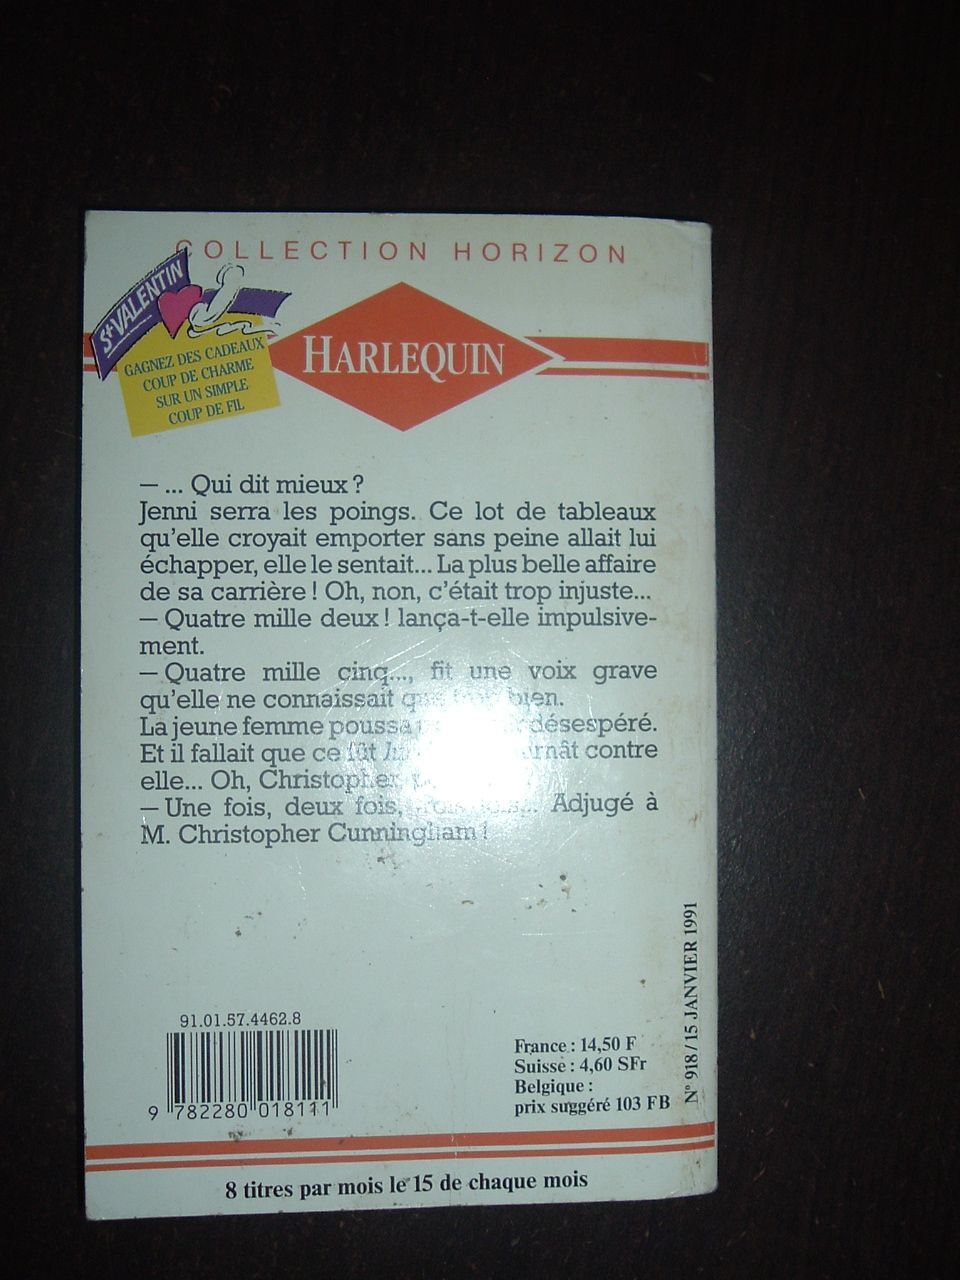 COLLECTION HORIZON
St VALENTIN
GAGNEZ DES CADEAUX
COUP DE CHARME
SUR UN SIMPLE
COUP DE FIL
HARLEQUIN
— ... Qui dit mieux ?
Jenni serra les poings. Ce lot de tableaux
qu'elle croyait emporter sans peine allait lui
échapper, elle le sentait... La plus belle affaire
de sa carrière ! Oh, non, c'était trop injuste...
— Quatre mille deux ! lança-t-elle impulsive-
ment.
— Quatre mille cinq..., fit une voix grave
qu'elle ne connaissait que bien.
La jeune femme poussa désespéré.
Et il fallait que ce fût contre
elle... Oh, Christopher
— Une fois, deux fois, trois fois... Adjugé à
M. Christopher Cunningham !
N° 918 / 15 JANVIER 1991
91.01.57.4462.8
9 782280 018111
France : 14,50 F
Suisse : 4,60 SFr
Belgique :
prix suggéré 103 FB
8 titres par mois le 15 de chaque mois